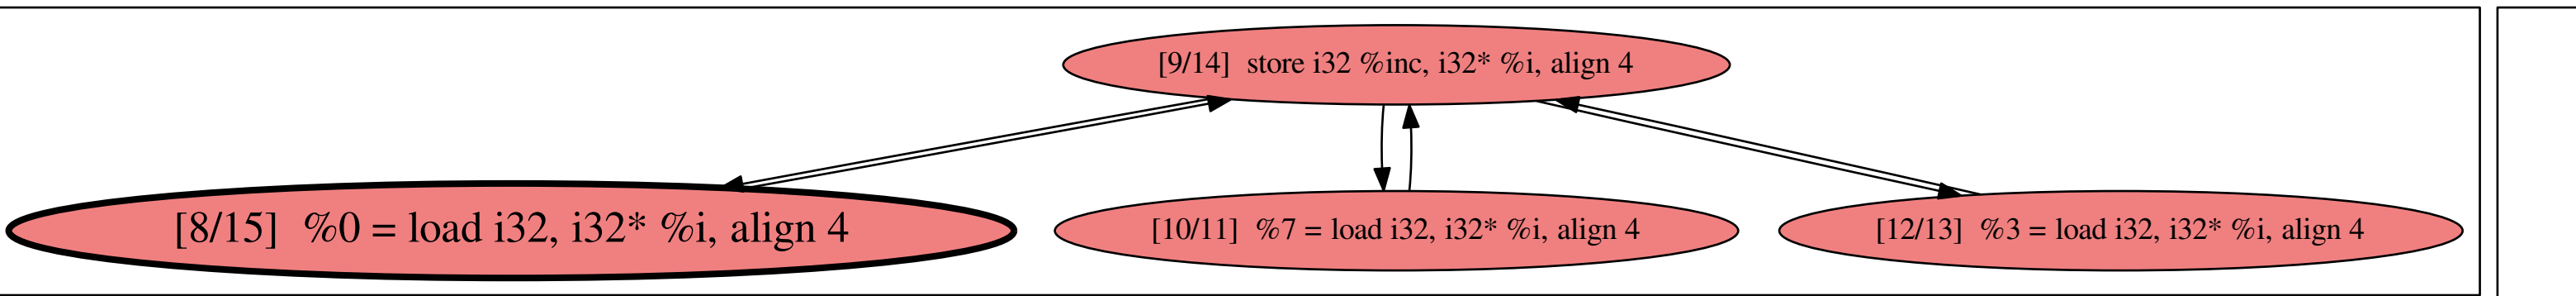 [9/14]  store i32 %inc, i32* %i, align 4
[8/15]  %0 = load i32, i32* %i, align 4
[10/11]  %7 = load i32, i32* %i, align 4
[12/13]  %3 = load i32, i32* %i, align 4